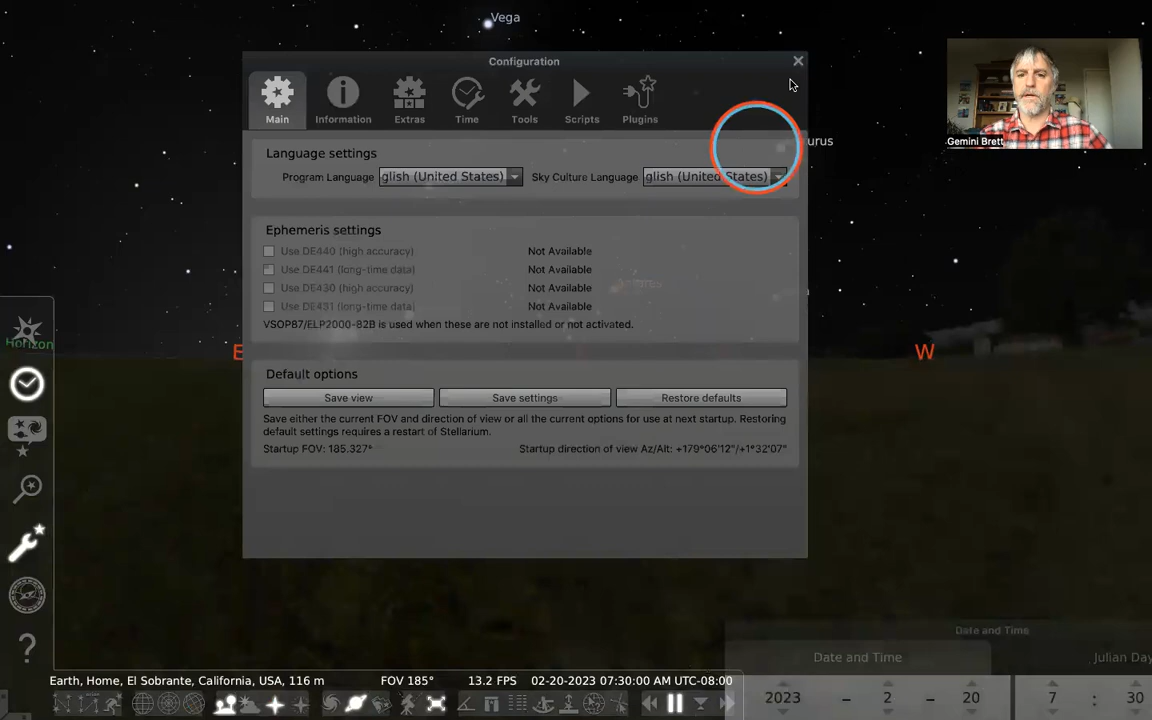 Vega
Configuration
Main
Information
Extras
Time
Tools
Scripts
Plugins
urus
Gemini Brett
Language settings
Program Language
glish (United States)
Sky Culture Language
glish (United States)
Ephemeris settings
Use DE440 (high accuracy)
Not Available
Use DE441 (long-time data)
Not Available
Use DE430 (high accuracy)
Not Available
Use DE431 (long-time data)
Not Available
VSOP87/ELP2000-82B is used when these are not installed or not activated.
Horizon
E
W
Default options
Save view
Save settings
Restore defaults
Save either the current FOV and direction of view or all the current options for use at next startup. Restoring
default settings requires a restart of Stellarium.
Startup FOV: 185.327°
Startup direction of view Az/Alt: +179°06'12"/+1°32'07"
Date and Time
Date and Time
Julian Day
Earth, Home, El Sobrante, California, USA, 116 m
FOV 185°
13.2 FPS
02-20-2023 07:30:00 AM UTC-08:00
2023 - 2 - 20
7 : 30